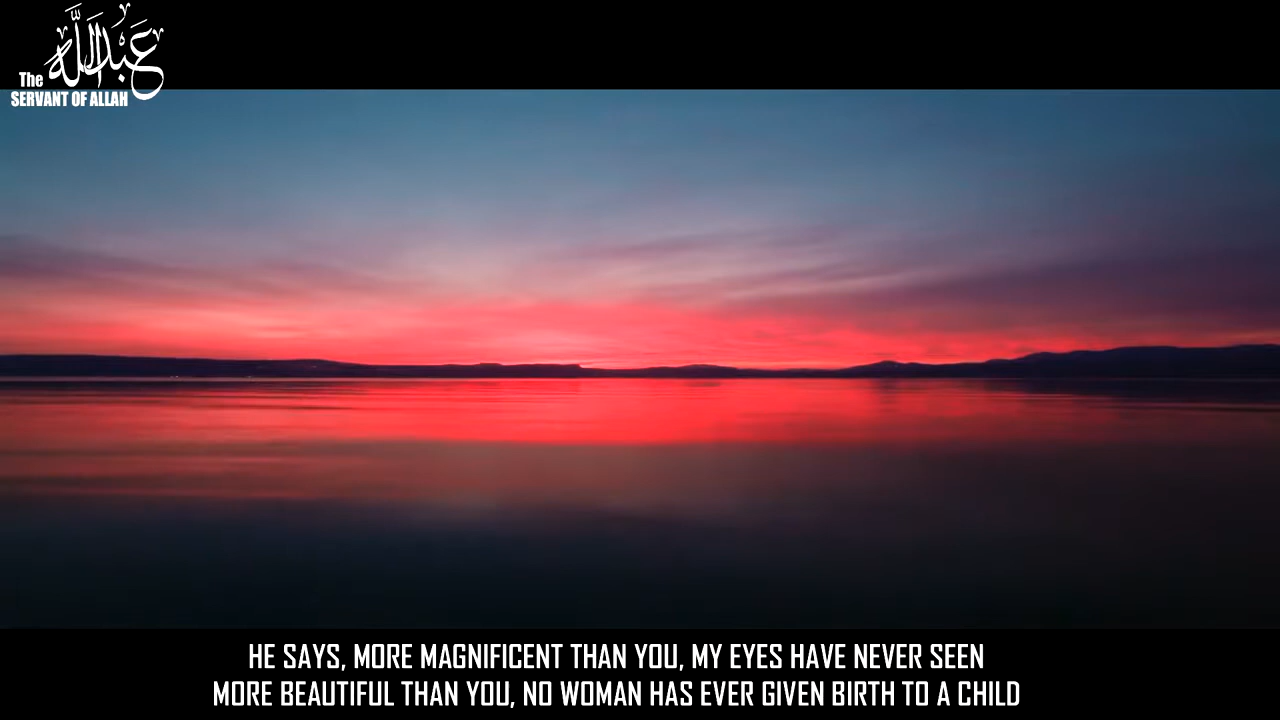 عبدالله
The
SERVANT OF ALLAH
HE SAYS, MORE MAGNIFICENT THAN YOU, MY EYES HAVE NEVER SEEN
MORE BEAUTIFUL THAN YOU, NO WOMAN HAS EVER GIVEN BIRTH TO A CHILD